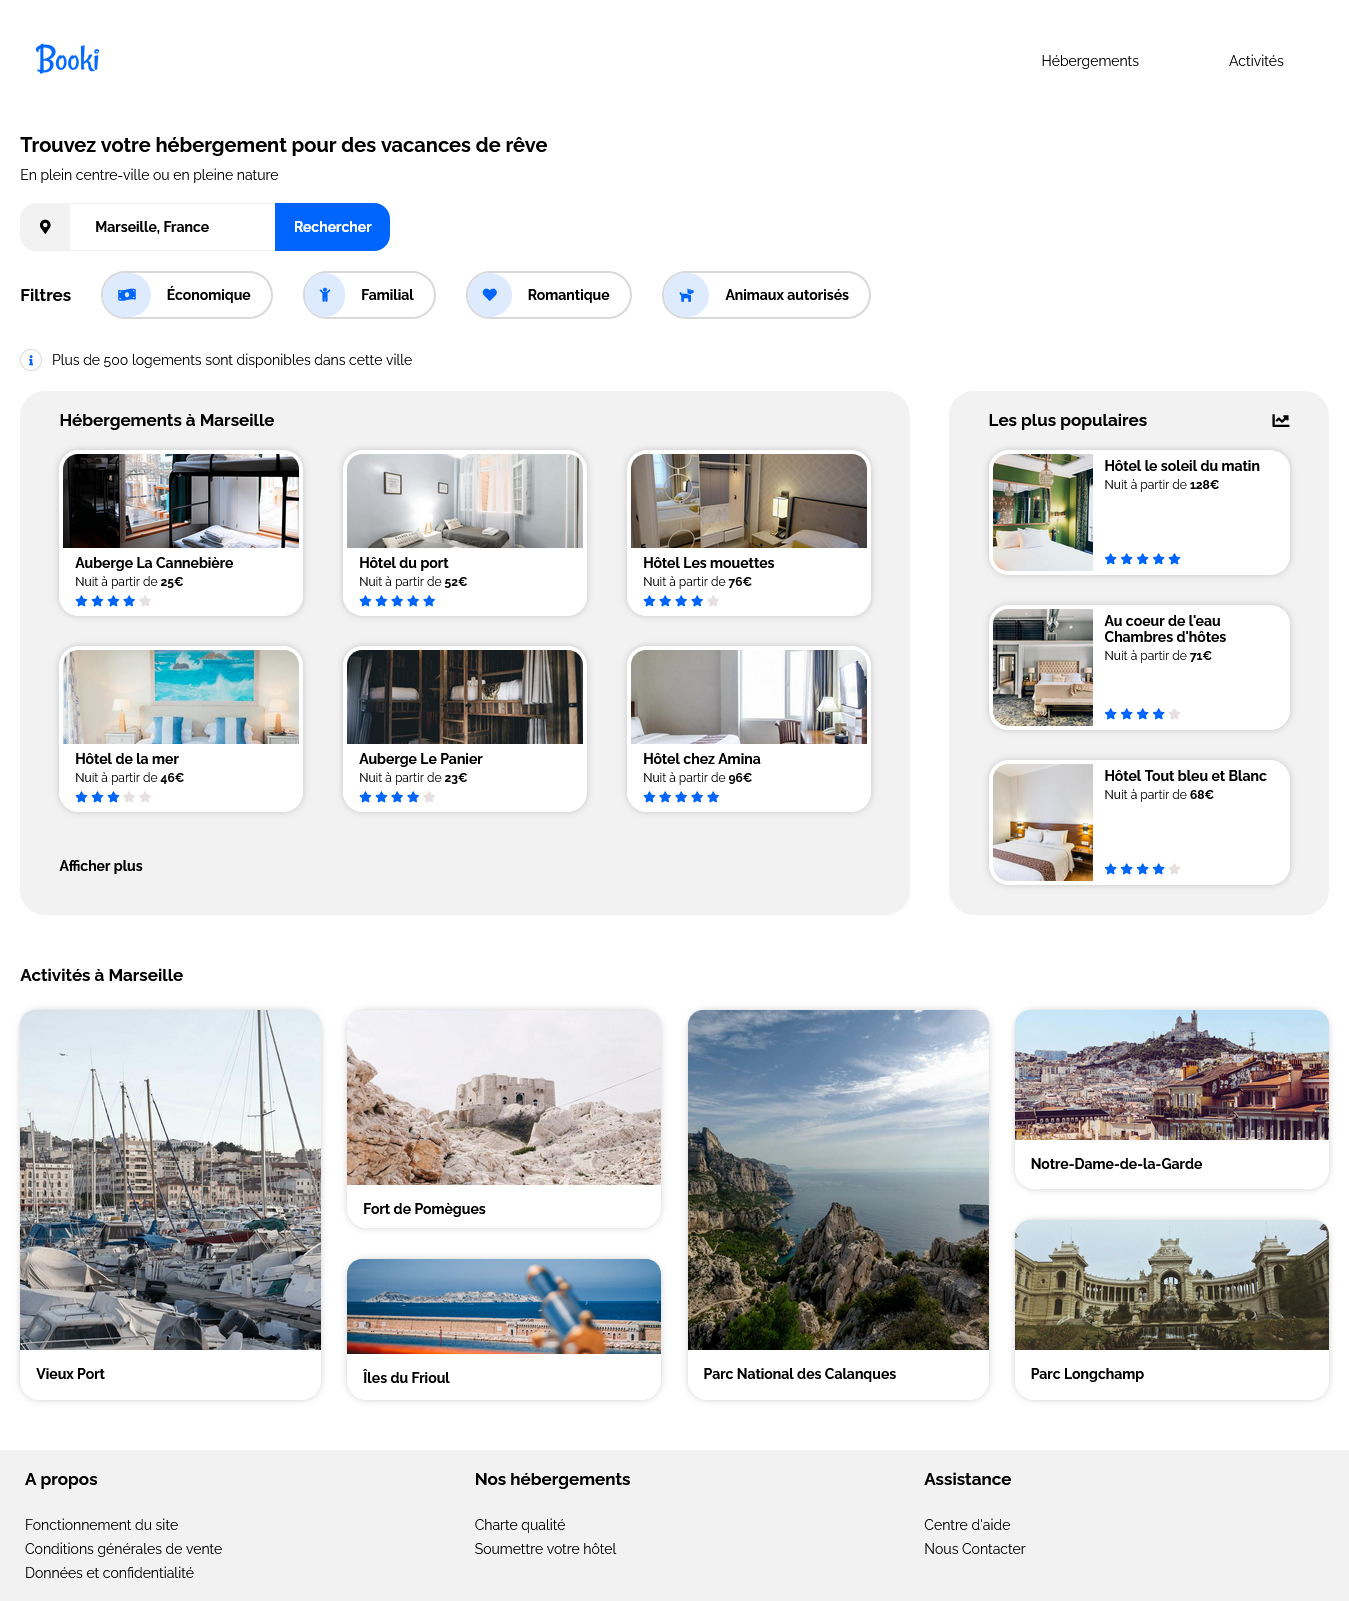 Booki
Hébergements
Activités
Trouvez votre hébergement pour des vacances de rêve
En plein centre-ville ou en pleine nature
Marseille, France
Rechercher
Filtres
Économique
Familial
Romantique
Animaux autorisés
Plus de 500 logements sont disponibles dans cette ville
Hébergements à Marseille
Auberge La Cannebière
Nuit à partir de 25€
Hôtel du port
Nuit à partir de 52€
Hôtel Les mouettes
Nuit à partir de 76€
Hôtel de la mer
Nuit à partir de 46€
Auberge Le Panier
Nuit à partir de 23€
Hôtel chez Amina
Nuit à partir de 96€
Afficher plus
Les plus populaires
Hôtel le soleil du matin
Nuit à partir de 128€
Au coeur de l'eau
Chambres d'hôtes
Nuit à partir de 71€
Hôtel Tout bleu et Blanc
Nuit à partir de 68€
Activités à Marseille
Vieux Port
Fort de Pomègues
Îles du Frioul
Parc National des Calanques
Notre-Dame-de-la-Garde
Parc Longchamp
A propos
Fonctionnement du site
Conditions générales de vente
Données et confidentialité
Nos hébergements
Charte qualité
Soumettre votre hôtel
Assistance
Centre d'aide
Nous Contacter